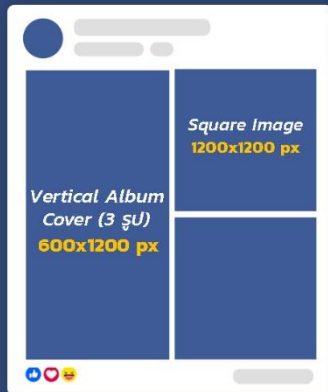 Vertical Album
Cover (3 รูป)
600x1200 px
Square Image
1200x1200 px